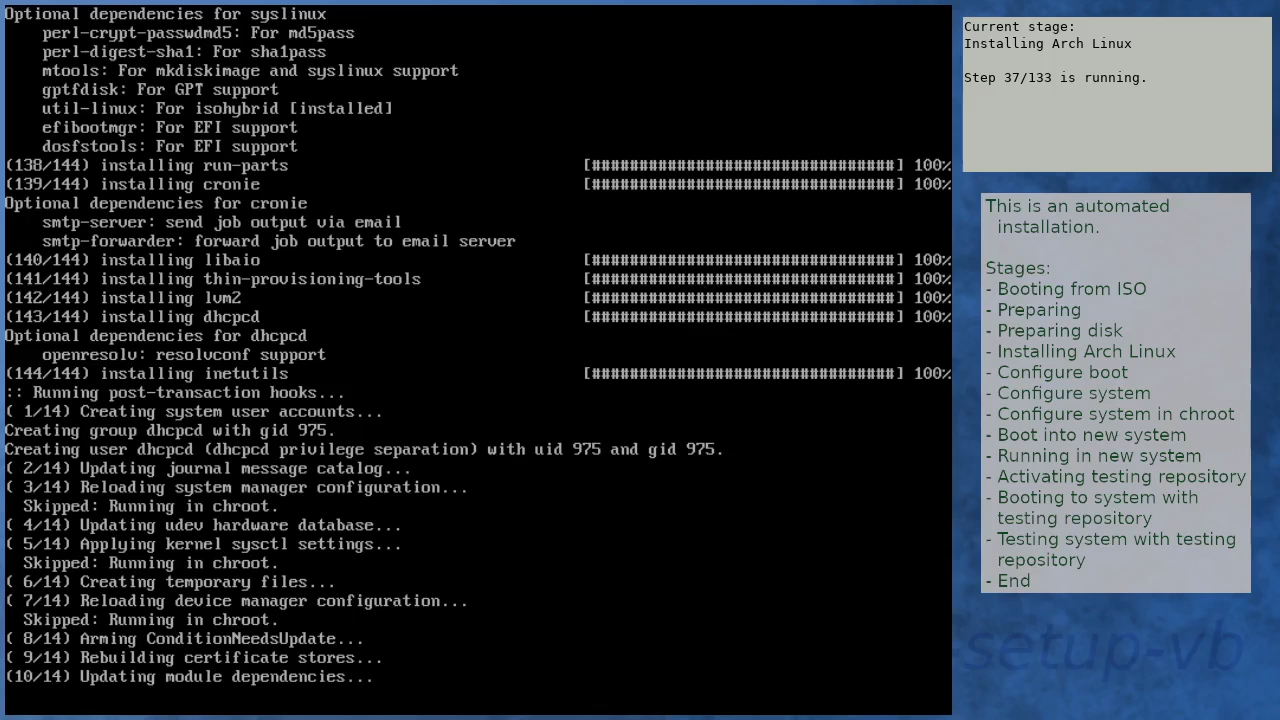 Optional dependencies for syslinux
perl-crypt-passwdmd5: For md5pass
perl-digest-sha1: For sha1pass
mtools: For mkdiskimage and syslinux support
gptfdisk: For GPT support
util-linux: For isohybrid [installed]
efibootmgr: For EFI support
dosfstools: For EFI support
(138/144) installing run-parts [################################] 100%
(139/144) installing cronie [################################] 100%
Optional dependencies for cronie
smtp-server: send job output via email
smtp-forwarder: forward job output to email server
(140/144) installing libaio [################################] 100%
(141/144) installing thin-provisioning-tools [################################] 100%
(142/144) installing lvm2 [################################] 100%
(143/144) installing dhcpcd [################################] 100%
Optional dependencies for dhcpcd
openresolv: resolvconf support
(144/144) installing inetutils [################################] 100%
:: Running post-transaction hooks...
( 1/14) Creating system user accounts...
Creating group dhcpcd with gid 975.
Creating user dhcpcd (dhcpcd privilege separation) with uid 975 and gid 975.
( 2/14) Updating journal message catalog...
( 3/14) Reloading system manager configuration...
Skipped: Running in chroot.
( 4/14) Updating udev hardware database...
( 5/14) Applying kernel sysctl settings...
Skipped: Running in chroot.
( 6/14) Creating temporary files...
( 7/14) Reloading device manager configuration...
Skipped: Running in chroot.
( 8/14) Arming ConditionNeedsUpdate...
( 9/14) Rebuilding certificate stores...
(10/14) Updating module dependencies...
Current stage:
Installing Arch Linux
Step 37/133 is running.
This is an automated
installation.
Stages:
- Booting from ISO
- Preparing
- Preparing disk
- Installing Arch Linux
- Configure boot
- Configure system
- Configure system in chroot
- Boot into new system
- Running in new system
- Activating testing repository
- Booting to system with
testing repository
- Testing system with testing
repository
- End
-setup-vb